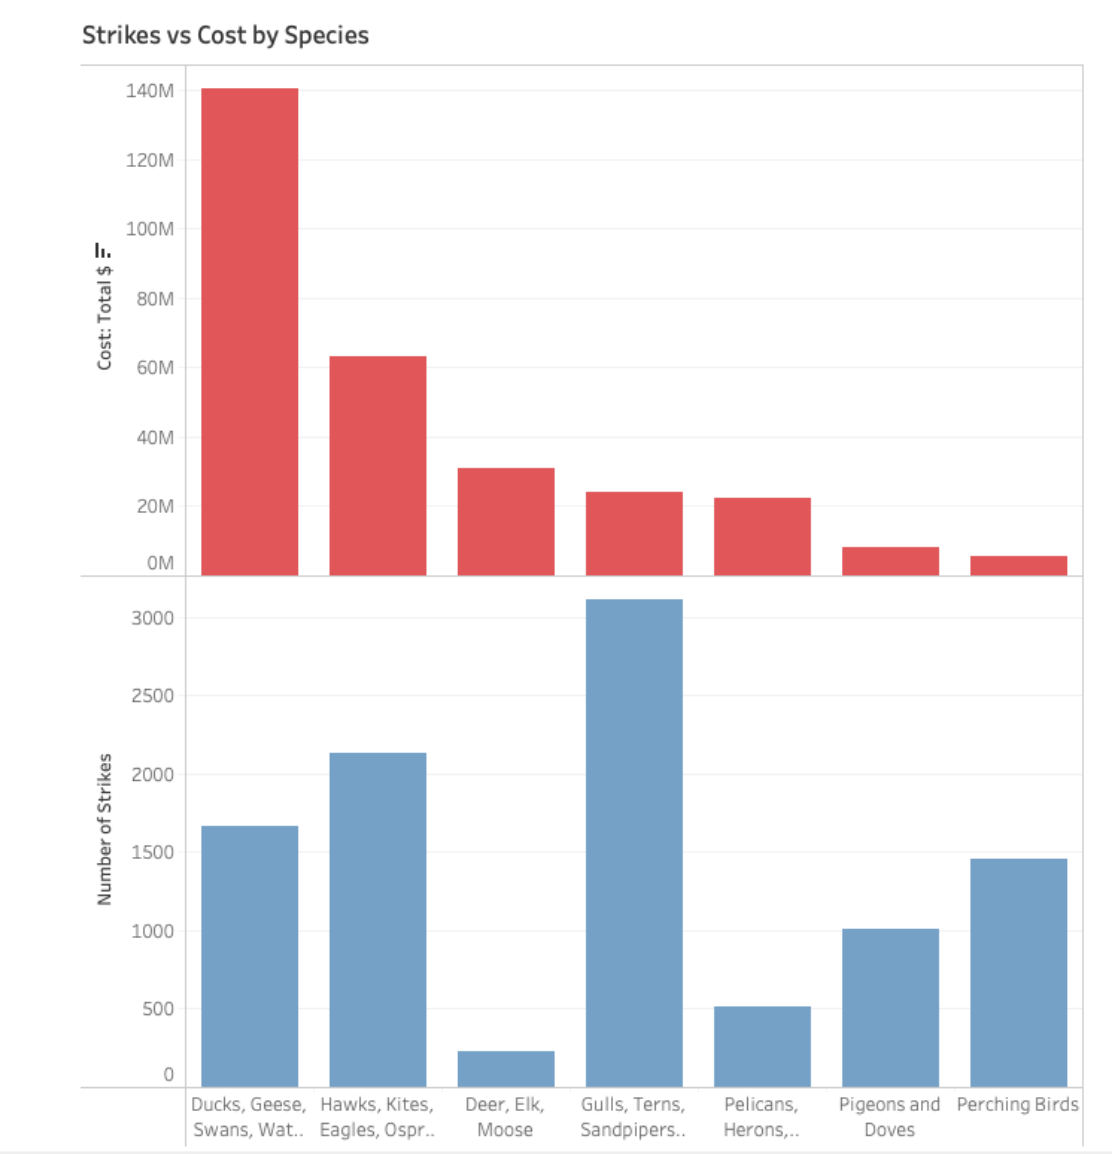 Strikes vs Cost by Species
140M
120M
100M
80M
60M
40M
20M
0M
Cost: Total $
3000
2500
2000
1500
1000
500
0
Number of Strikes
Ducks, Geese,
Swans, Wat..
Hawks, Kites,
Eagles, Ospr..
Deer, Elk,
Moose
Gulls, Terns,
Sandpipers..
Pelicans,
Herons,..
Pigeons and
Doves
Perching Birds